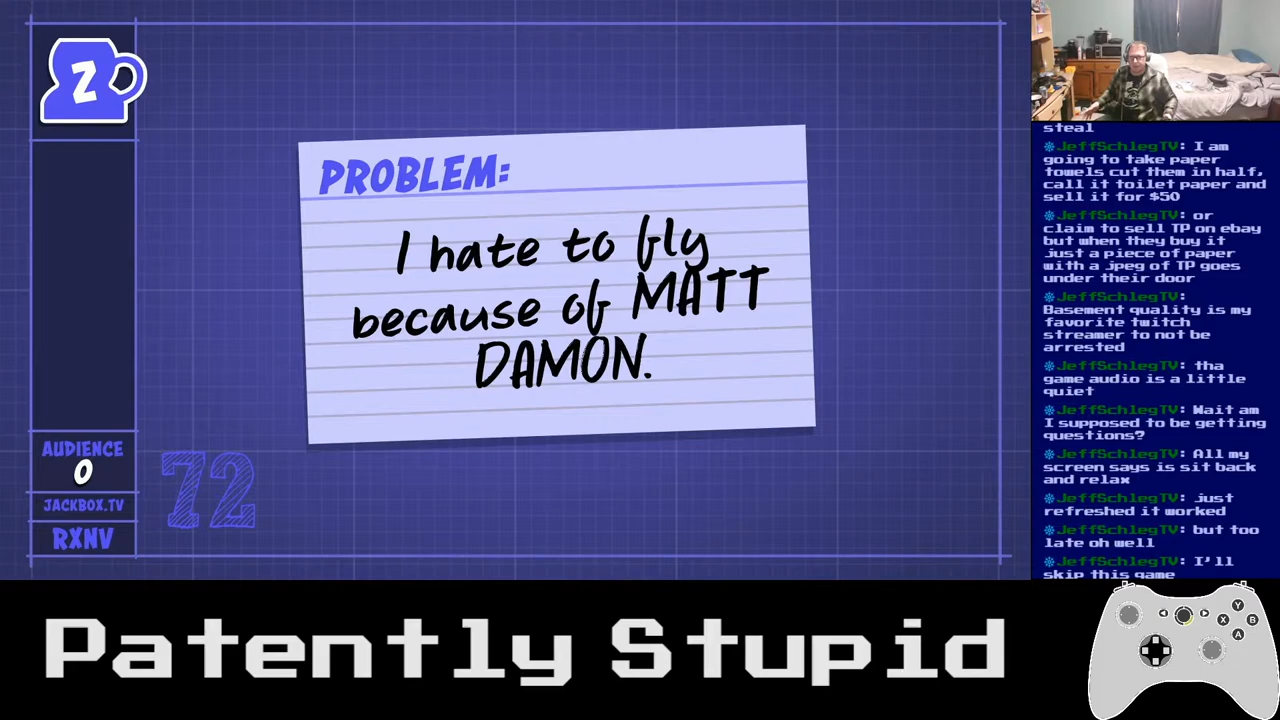 Z
PROBLEM:
I hate to fly
because of MATT
DAMON.
AUDIENCE
0
JACKBOX.TV
RXNV
72
steal
JeffSchlegTV: I am
going to take paper
towels cut them in half,
call it toilet paper and
sell it for $50
JeffSchlegTV: or
claim to sell TP on ebay
but when they buy it
just a piece of paper
with a jpeg of TP goes
under their door
JeffSchlegTV:
Basement quality is my
favorite twitch
streamer to not be
arrested
JeffSchlegTV: tha
game audio is a little
quiet
JeffSchlegTV: Wait am
I supposed to be getting
questions?
JeffSchlegTV: All my
screen says is sit back
and relax
JeffSchlegTV: just
refreshed it worked
JeffSchlegTV: but too
late oh well
JeffSchlegTV: I'll
skip this game
Patently Stupid
Y
X
B
A